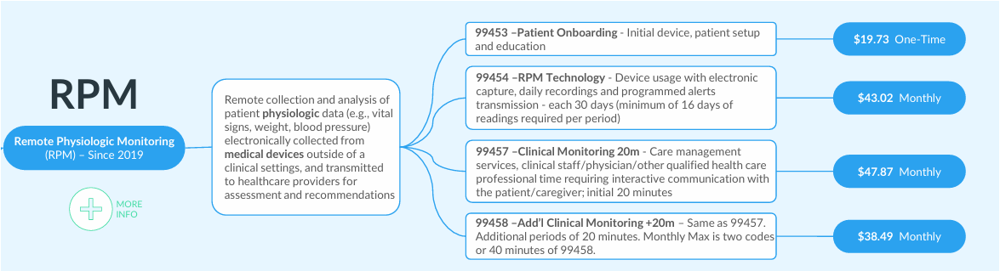 RPM
Remote Physiologic Monitoring
(RPM) – Since 2019
MORE
INFO
Remote collection and analysis of
patient physiologic data (e.g., vital
signs, weight, blood pressure)
electronically collected from
medical devices outside of a
clinical settings, and transmitted
to healthcare providers for
assessment and recommendations
99453 –Patient Onboarding - Initial device, patient setup
and education
$19.73 One-Time
99454 –RPM Technology - Device usage with electronic
capture, daily recordings and programmed alerts
transmission - each 30 days (minimum of 16 days of
readings required per period)
$43.02 Monthly
99457 –Clinical Monitoring 20m - Care management
services, clinical staff/physician/other qualified health care
professional time requiring interactive communication with
the patient/caregiver; initial 20 minutes
$47.87 Monthly
99458 –Add'l Clinical Monitoring +20m – Same as 99457.
Additional periods of 20 minutes. Monthly Max is two codes
or 40 minutes of 99458.
$38.49 Monthly